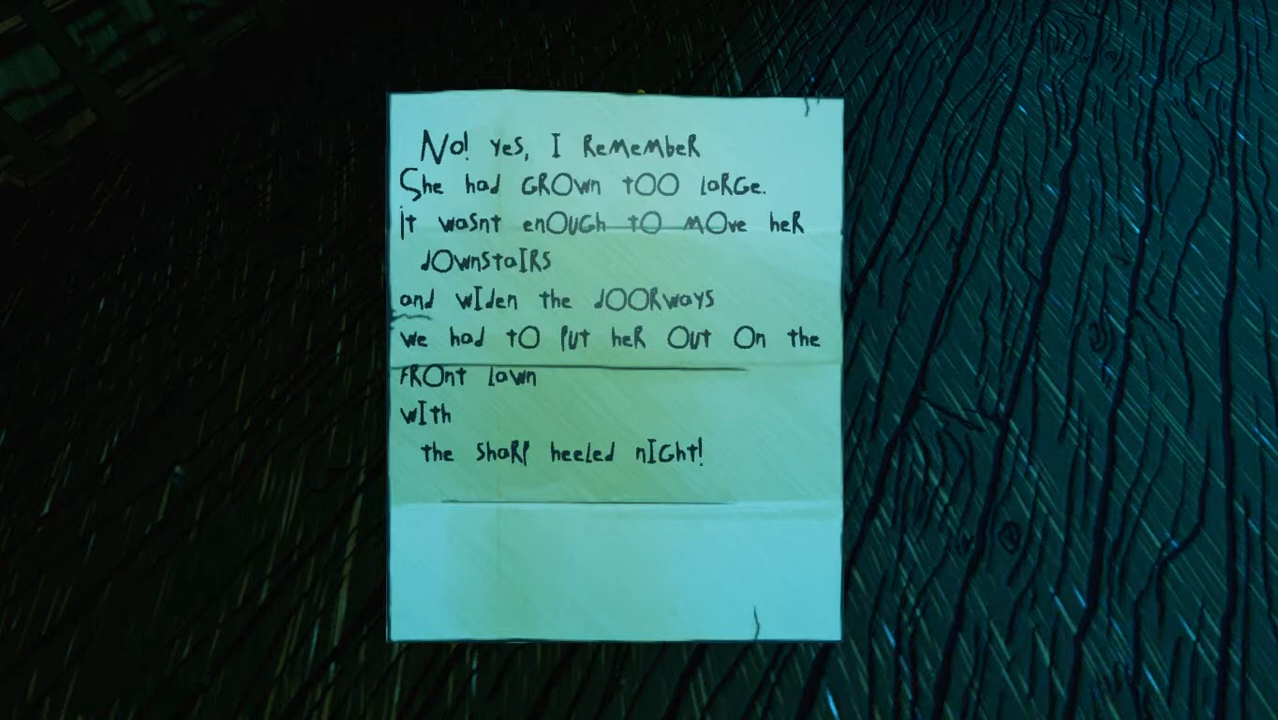 No! yes, I ReMeMbeR
She had GROwn tOO laRGe.
It wasnt enOUGh tO mOve heR
dOwnstaIRS
and wIden the dOORways
we had tO PUt heR OUt On the
FROnt lawn
wIth
the shaRP heeled nIGht!